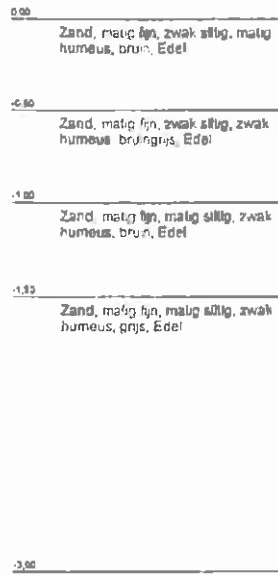 0.00
Zand, matig fijn, zwak siltig, matig
humeus, bruin, Edel
-0.50
Zand, matig fijn, zwak siltig, zwak
humeus, bruingrijs, Edel
-1.00
Zand, matig fijn, matig siltig, zwak
humeus, bruin, Edel
-1.50
Zand, matig fijn, matig siltig, zwak
humeus, grijs, Edel
-3.00